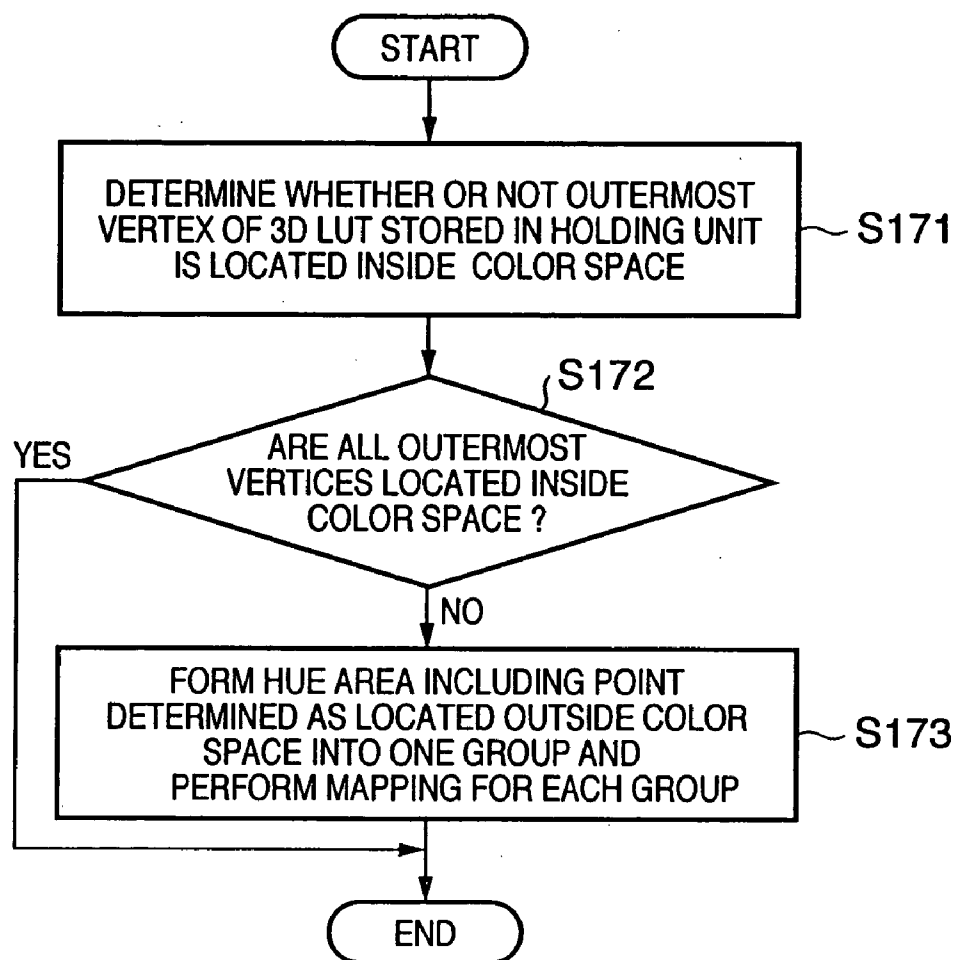 START
DETERMINE WHETHER OR NOT OUTERMOST
VERTEX OF 3D LUT STORED IN HOLDING UNIT
IS LOCATED INSIDE COLOR SPACE
S171
S172
ARE ALL OUTERMOST
VERTICES LOCATED INSIDE
COLOR SPACE ?
YES
NO
FORM HUE AREA INCLUDING POINT
DETERMINED AS LOCATED OUTSIDE COLOR
SPACE INTO ONE GROUP AND
PERFORM MAPPING FOR EACH GROUP
S173
END